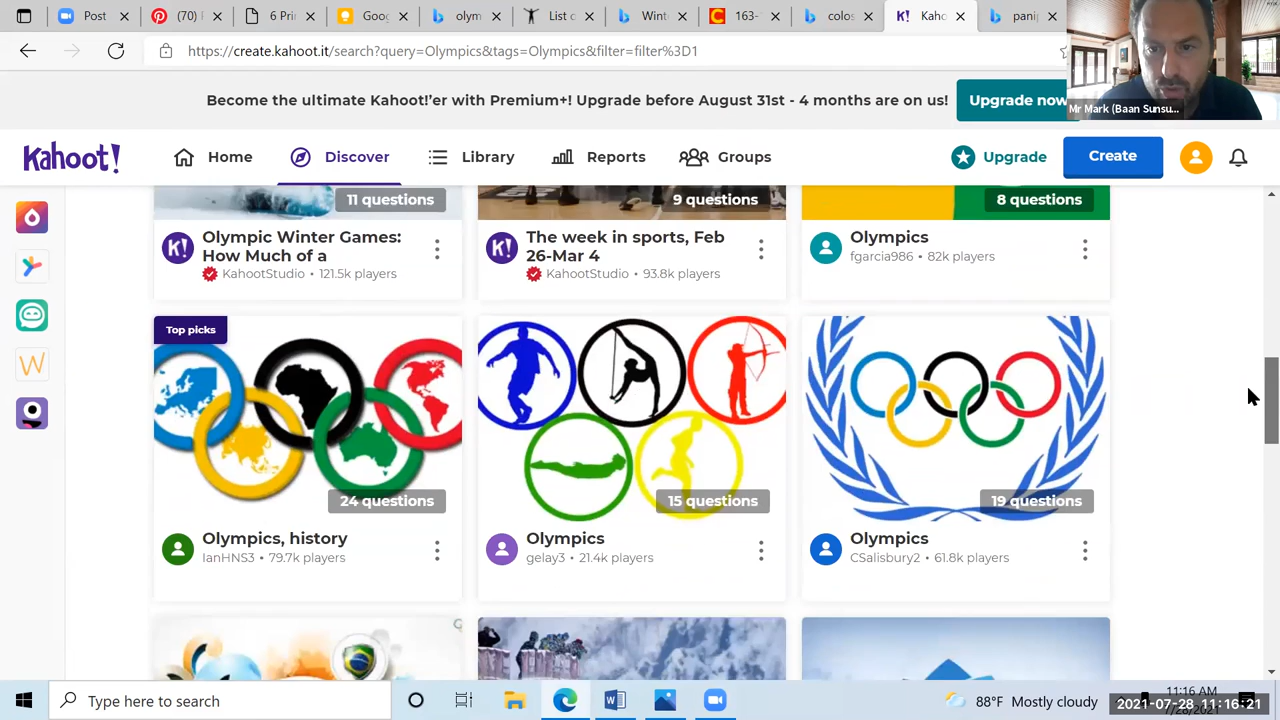 Post
(70)
6 Pri
Goo
olym
List o
Wint
163-
colos
K! Kaho
panip
https://create.kahoot.it/search?query=Olympics&tags=Olympics&filter=filter%3D1
Become the ultimate Kahoot!'er with Premium+! Upgrade before August 31st - 4 months are on us!
Upgrade now
Mr Mark (Baan Sunsu...
Kahoot!
Home
Discover
Library
Reports
Groups
Upgrade
Create
11 questions
9 questions
8 questions
K! Olympic Winter Games:
How Much of a
KahootStudio • 121.5k players
K! The week in sports, Feb
26-Mar 4
KahootStudio • 93.8k players
Olympics
fgarcia986 • 82k players
Top picks
24 questions
15 questions
19 questions
Olympics, history
IanHNS3 • 79.7k players
Olympics
gelay3 • 21.4k players
Olympics
CSalisbury2 • 61.8k players
W
Type here to search
88°F Mostly cloudy
11:16 AM
2021-07-28 11:16:21